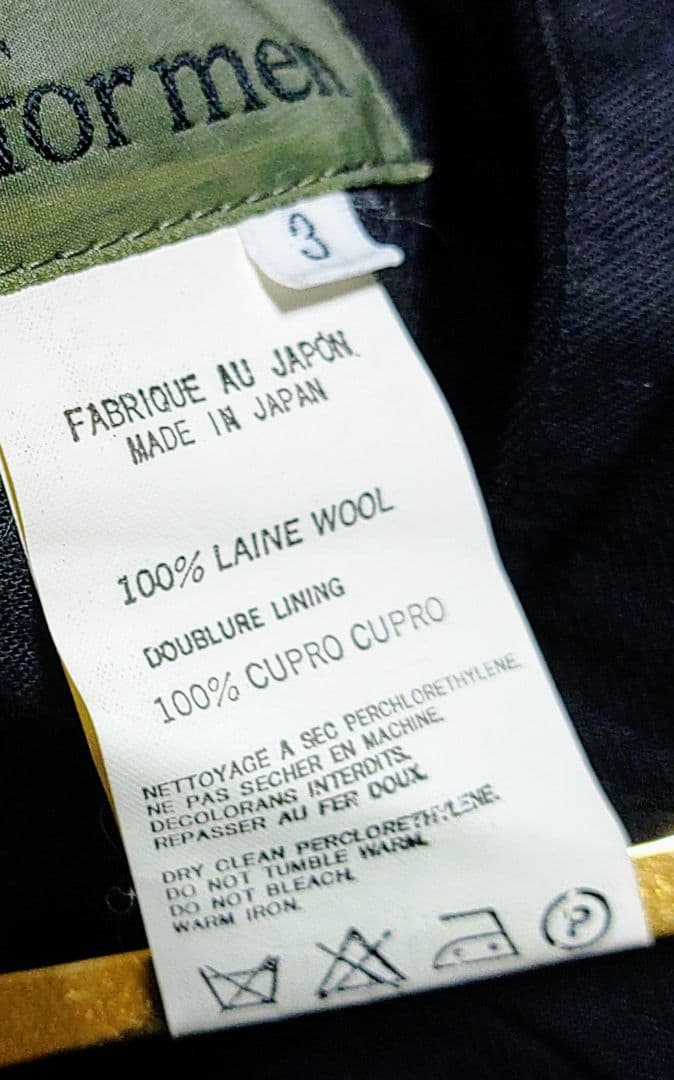 for men
3
FABRIQUE AU JAPON.
MADE IN JAPAN
100% LAINE WOOL
DOUBLURE LINING
100% CUPRO CUPRO
NETTOYAGE A SEC PERCHLORETHYLENE.
NE PAS SECHER EN MACHINE.
DECOLORANS INTERDITS.
REPASSER AU FER DOUX.
DRY CLEAN PERCLORETHYLENE.
DO NOT TUMBLE WARM.
DO NOT BLEACH.
WARM IRON.
P